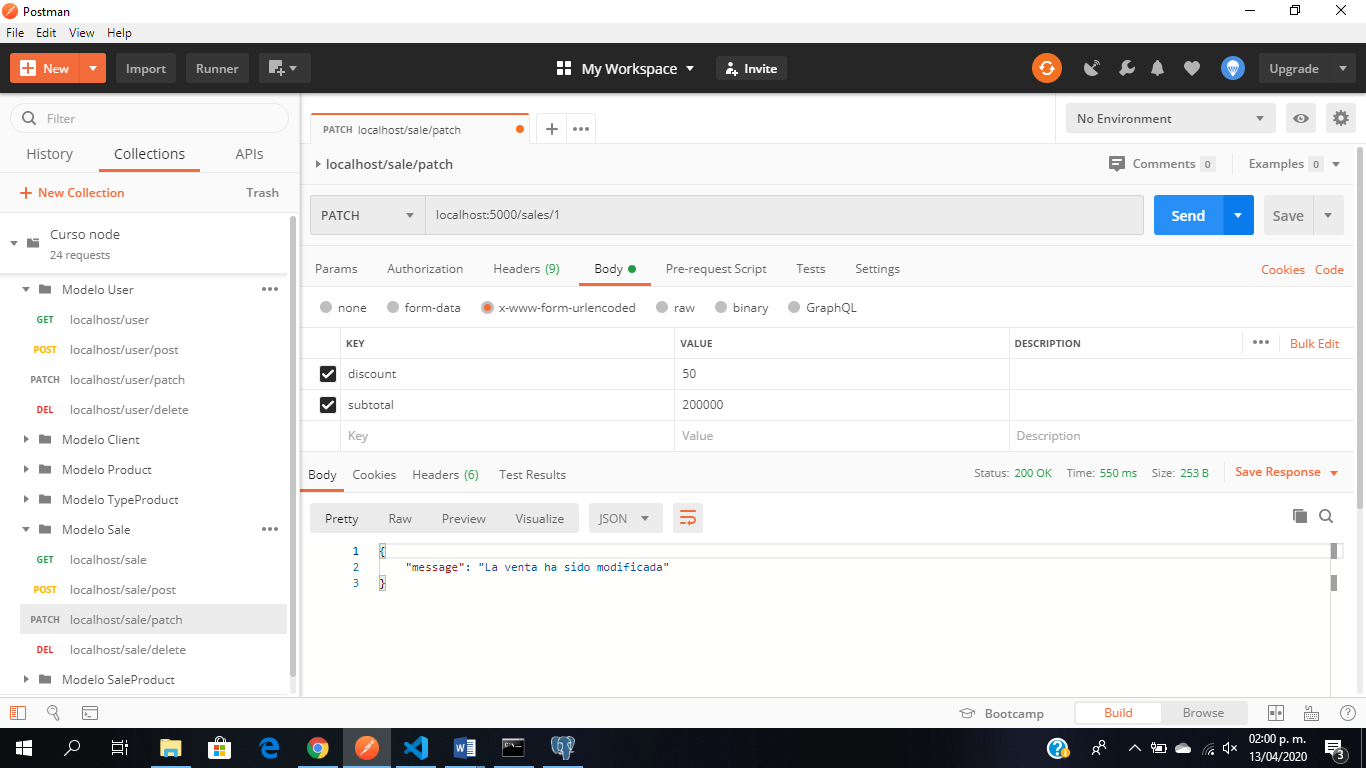 Postman
File Edit View Help
New Import Runner My Workspace Invite Upgrade
Filter
History Collections APIs
New Collection Trash
Curso node
24 requests
Modelo User
GET localhost/user
POST localhost/user/post
PATCH localhost/user/patch
DEL localhost/user/delete
Modelo Client
Modelo Product
Modelo TypeProduct
Modelo Sale
GET localhost/sale
POST localhost/sale/post
PATCH localhost/sale/patch
DEL localhost/sale/delete
Modelo SaleProduct
PATCH localhost/sale/patch
No Environment
localhost/sale/patch Comments 0 Examples 0
PATCH localhost:5000/sales/1 Send Save
Params Authorization Headers (9) Body Pre-request Script Tests Settings Cookies Code
none form-data x-www-form-urlencoded raw binary GraphQL
KEY VALUE DESCRIPTION Bulk Edit
discount 50
subtotal 200000
Key Value Description
Body Cookies Headers (6) Test Results Status: 200 OK Time: 550 ms Size: 253 B Save Response
Pretty Raw Preview Visualize JSON
1 {
2 "message": "La venta ha sido modificada"
3 }
Bootcamp Build Browse
02:00 p. m.
13/04/2020
3